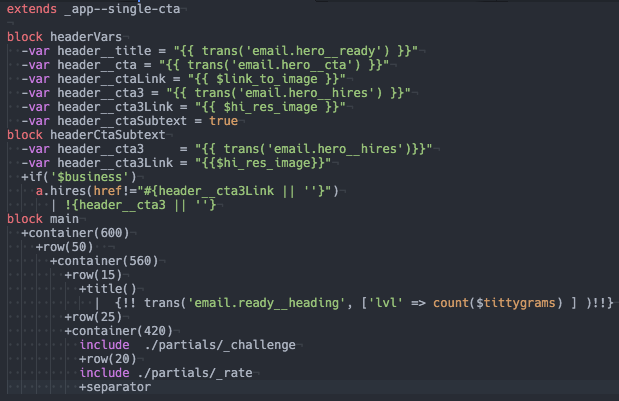 extends _app--single-cta
block headerVars
-var header__title = "{{ trans('email.hero__ready') }}"
-var header__cta = "{{ trans('email.hero__cta') }}"
-var header__ctaLink = "{{ $link_to_image }}"
-var header__cta3 = "{{ trans('email.hero__hires') }}"
-var header__cta3Link = "{{ $hi_res_image }}"
-var header__ctaSubtext = true
block headerCtaSubtext
-var header__cta3     = "{{ trans('email.hero__hires')}}"
-var header__cta3Link = "{{$hi_res_image}}"
+if('$business')
a.hires(href!="#{header__cta3Link || ''}")
| !{header__cta3 || ''}
block main
+container(600)
+row(50)
+container(560)
+row(15)
+title()
|  {!! trans('email.ready__heading', ['lvl' => count($tittygrams) ] )!!}
+row(25)
+container(420)
include  ./partials/_challenge
+row(20)
include ./partials/_rate
+separator